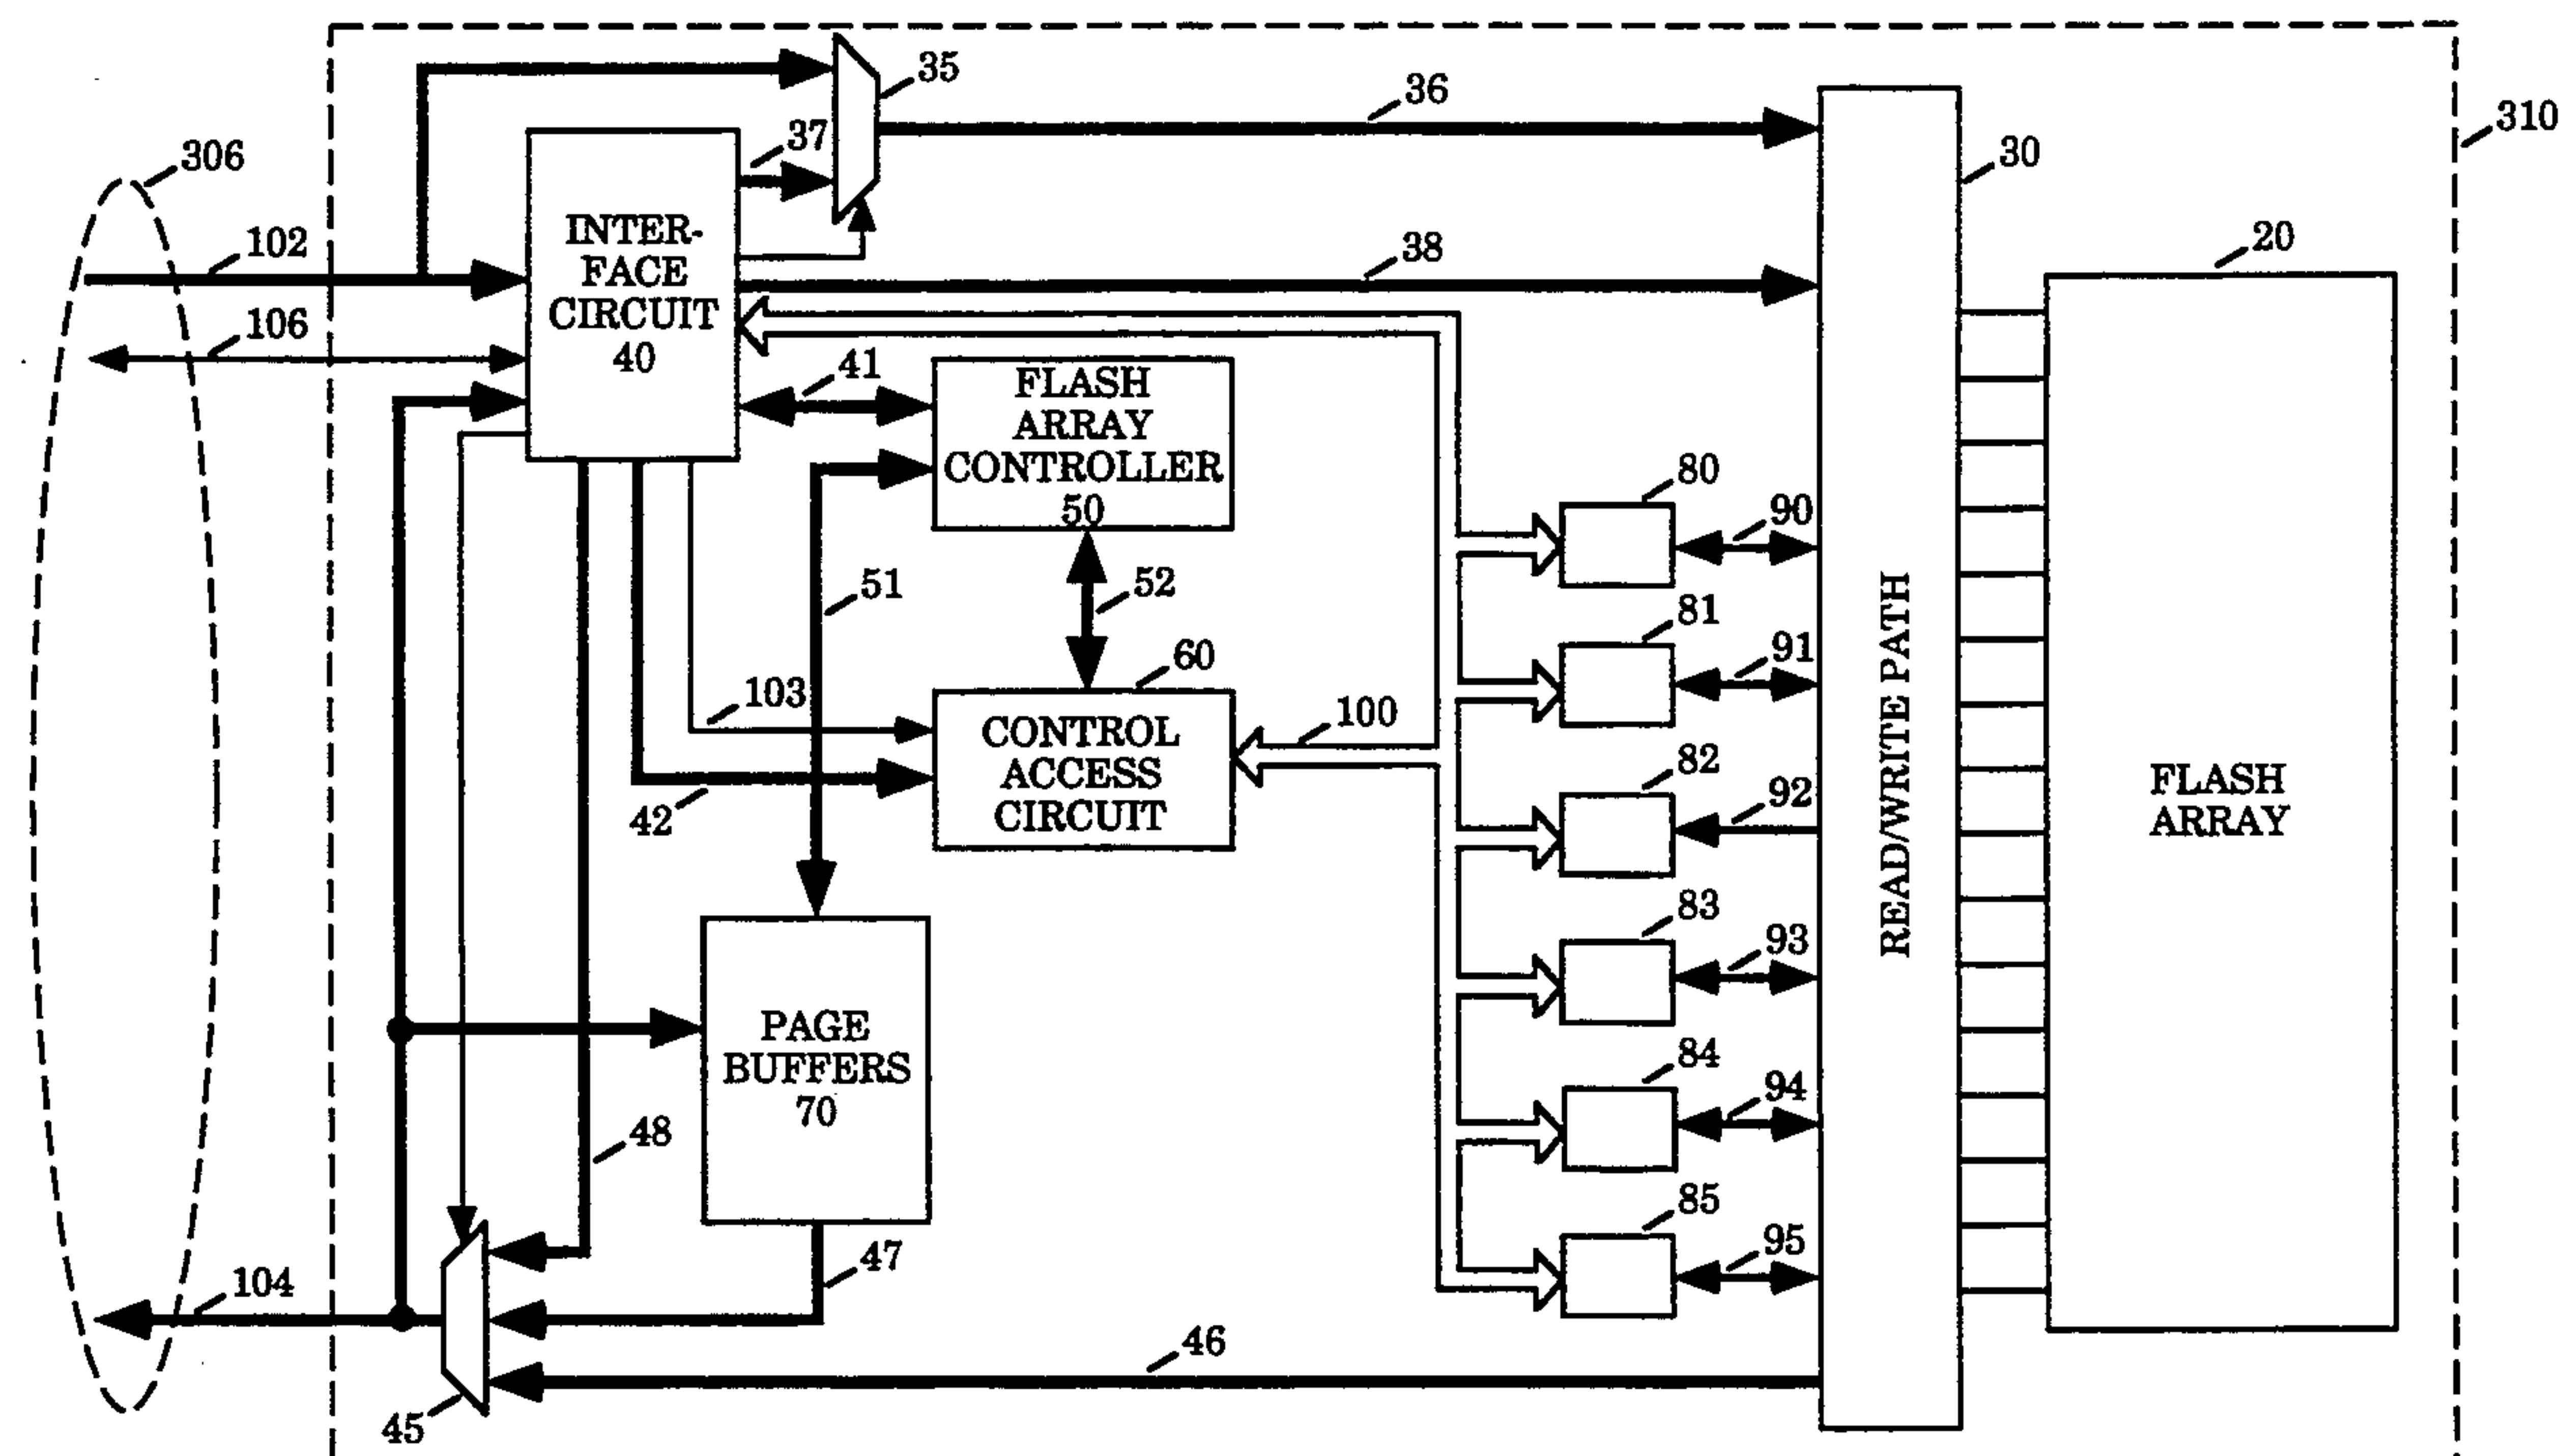 35
36
310
37
306
30
INTER-
FACE
CIRCUIT
40
102
38
20
106
41
FLASH
ARRAY
CONTROLLER
50
80
90
51
52
81
91
60
103
100
CONTROL
ACCESS
CIRCUIT
42
82
92
READ/WRITE PATH
FLASH
ARRAY
83
93
PAGE
BUFFERS
70
84
94
48
85
95
47
104
46
45